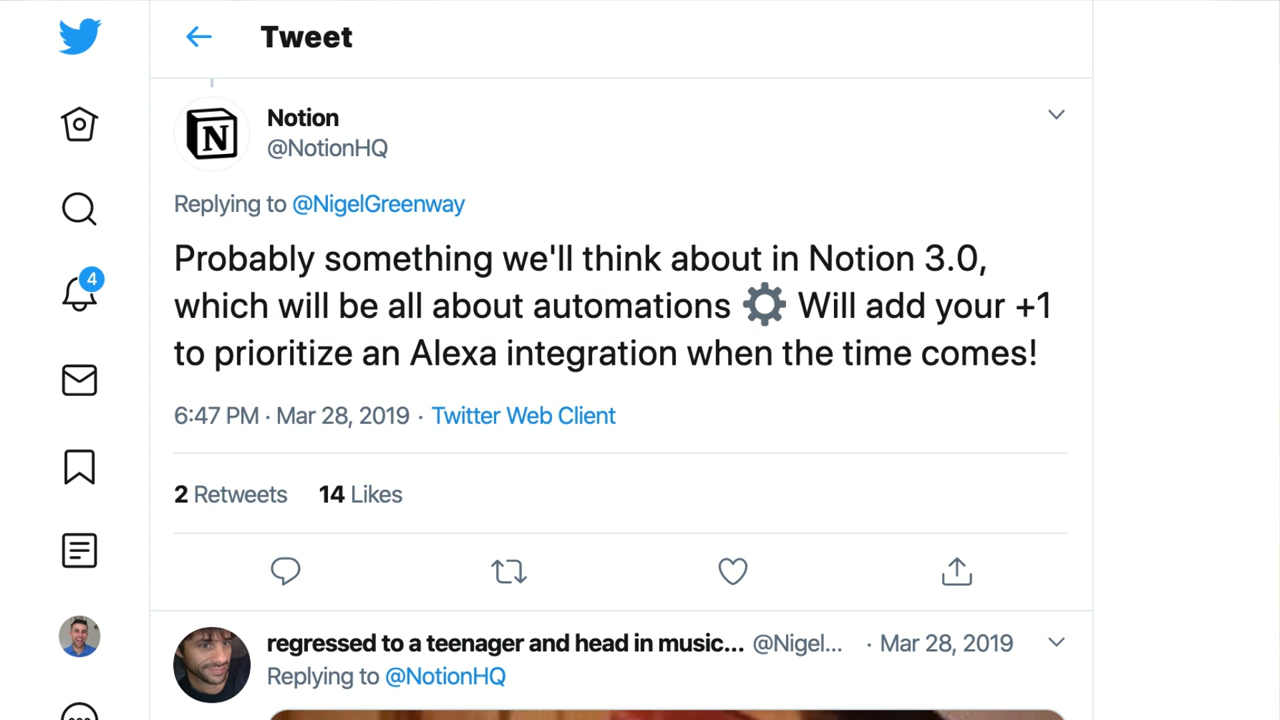 Tweet
Notion
@NotionHQ
Replying to @NigelGreenway
Probably something we'll think about in Notion 3.0,
which will be all about automations ⚙️ Will add your +1
to prioritize an Alexa integration when the time comes!
6:47 PM · Mar 28, 2019 · Twitter Web Client
2 Retweets 14 Likes
regressed to a teenager and head in music... @Nigel... · Mar 28, 2019
Replying to @NotionHQ
4
N